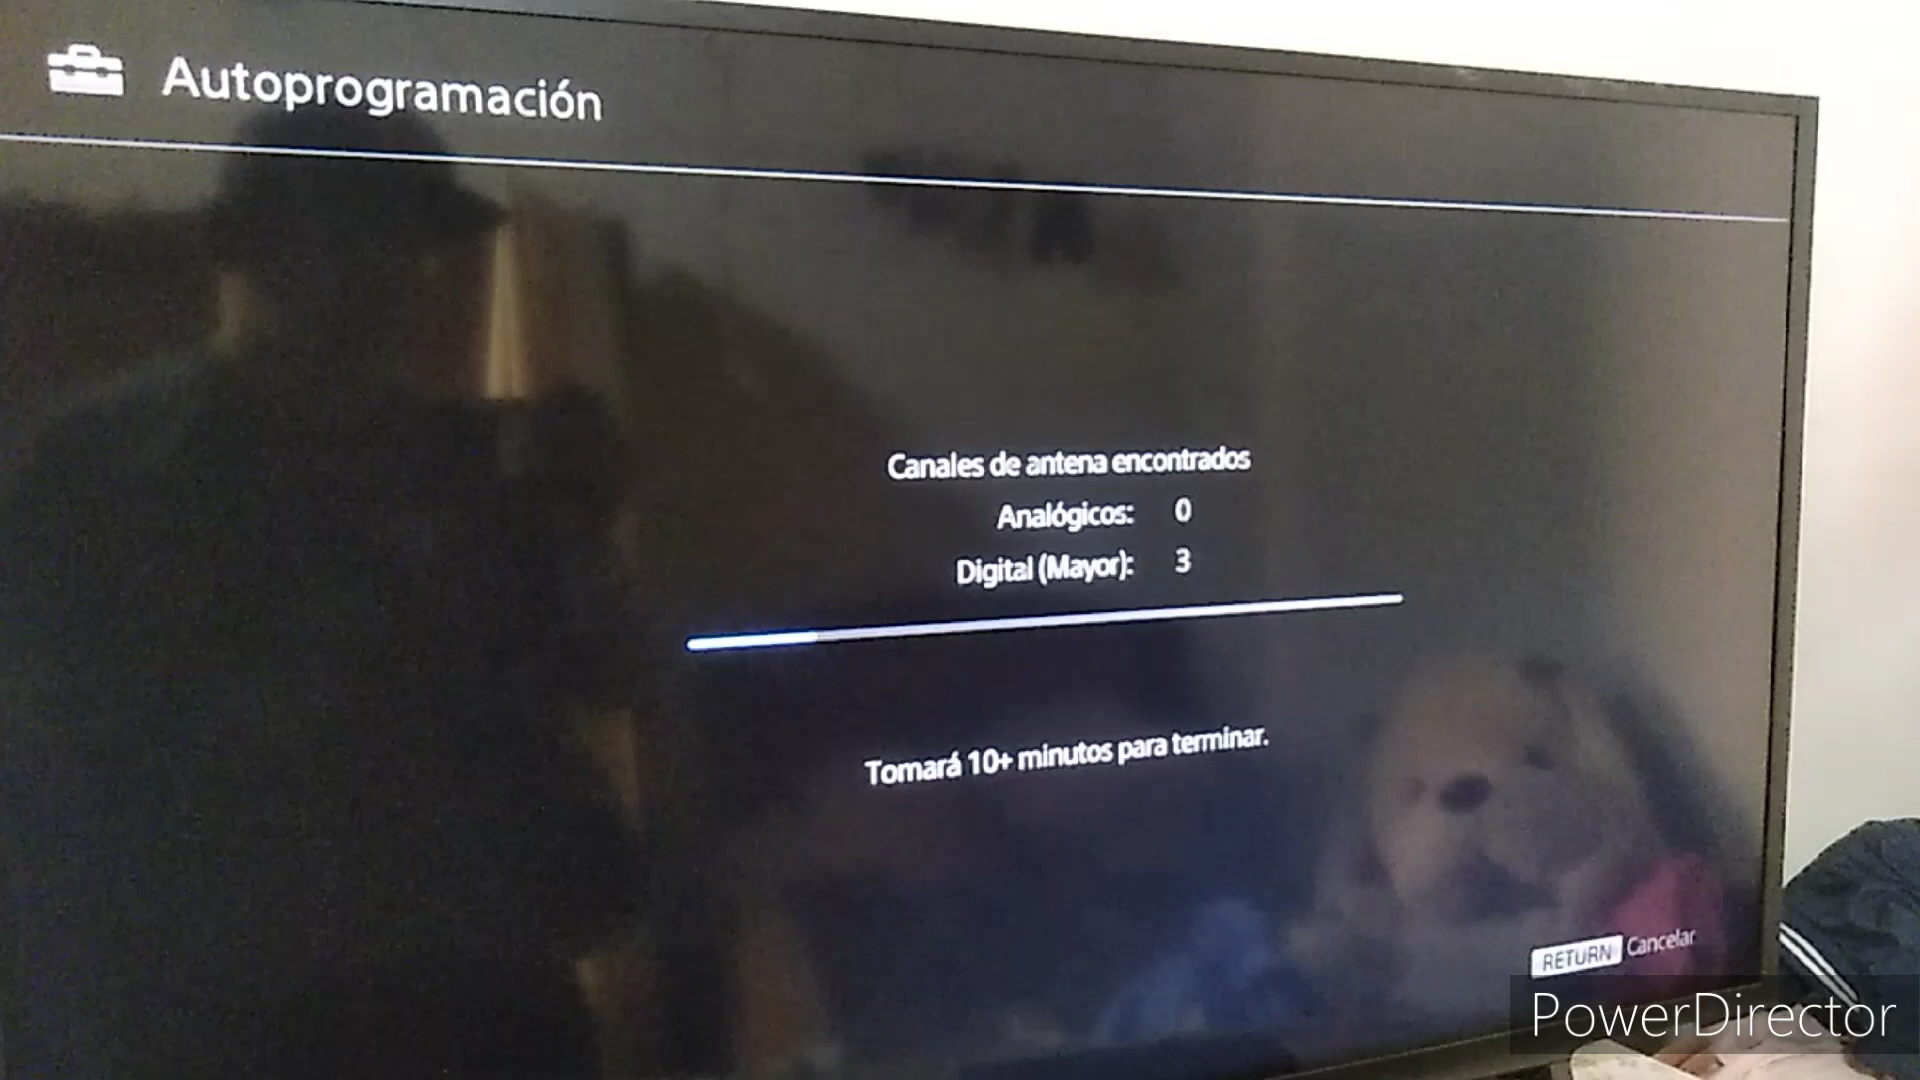 Autoprogramación
Canales de antena encontrados
Analógicos: 0
Digital (Mayor): 3
Tomará 10+ minutos para terminar.
RETURN Cancelar
PowerDirector